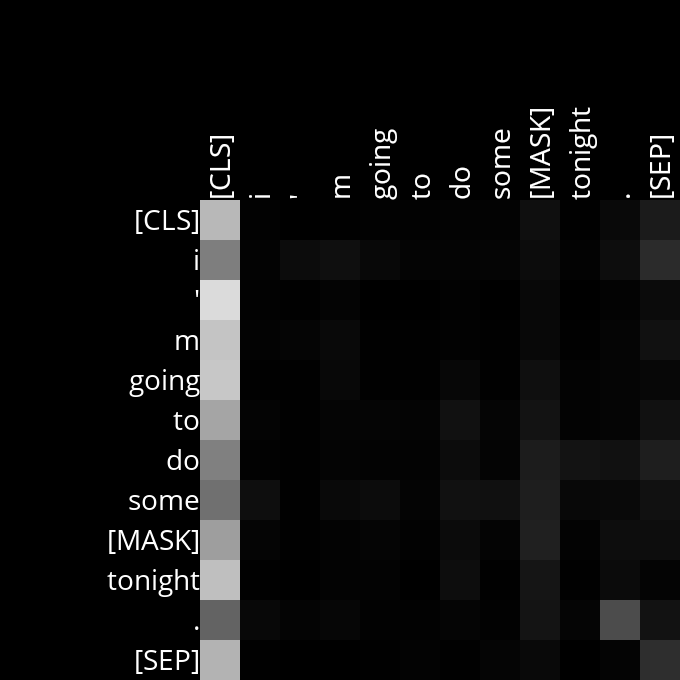 [CLS] i ' m going to do some [MASK] tonight . [SEP]
[CLS]
i
'
m
going
to
do
some
[MASK]
tonight
.
[SEP]